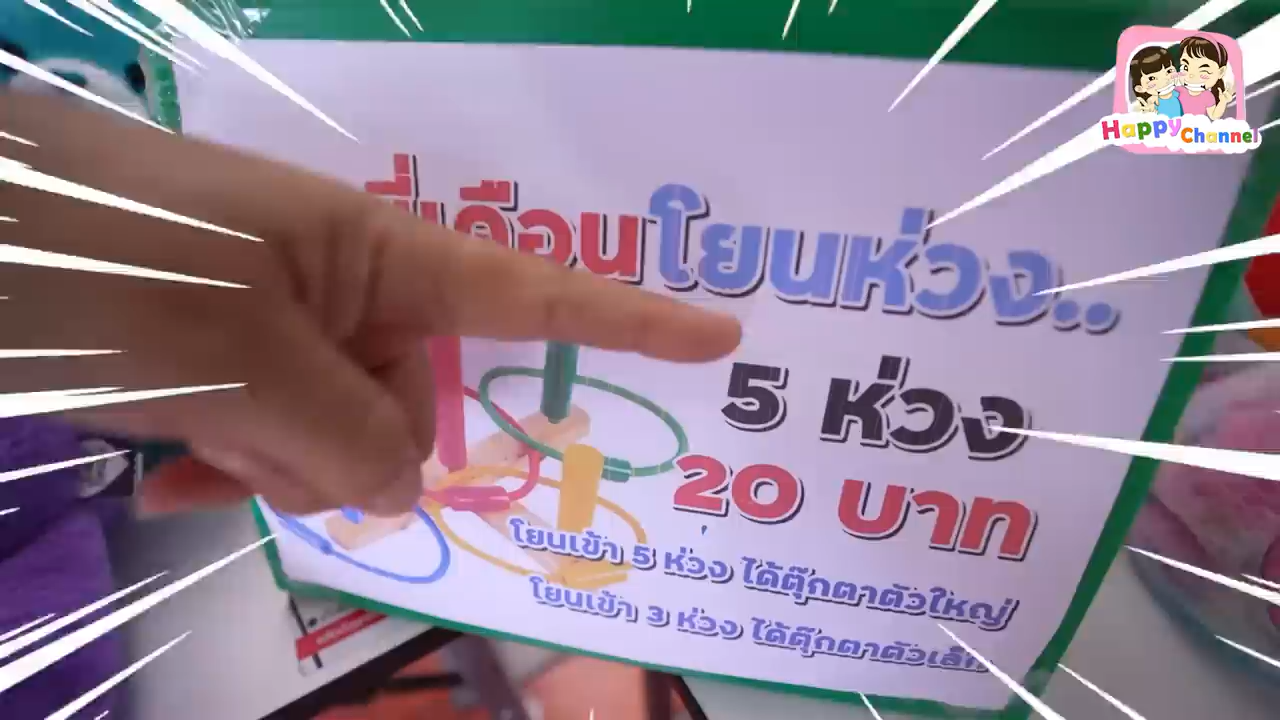 Happy Channel
โยนห่วง..
5 ห่วง
20 บาท
โยนเข้า 5 ห่วง ได้ตุ๊กตาตัวใหญ่
โยนเข้า 3 ห่วง ได้ตุ๊กตาตัวเล็ก